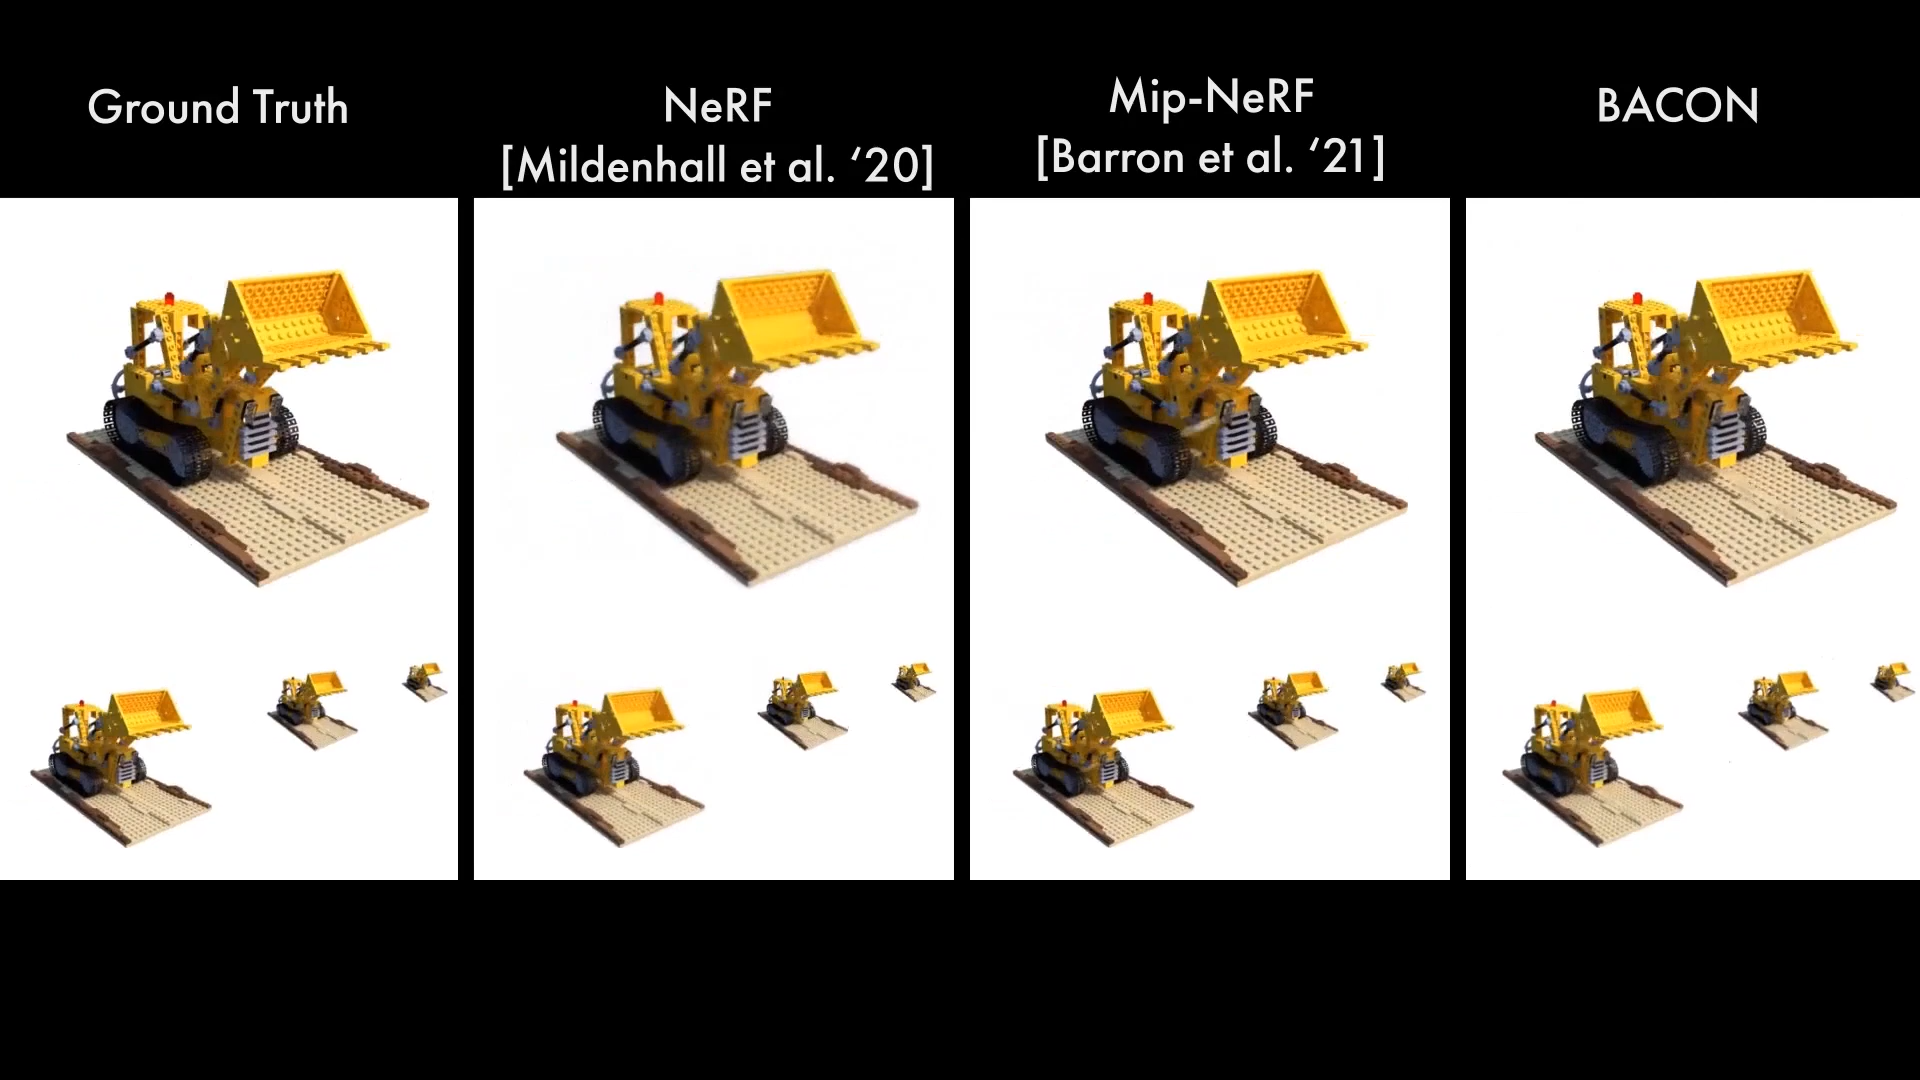 Ground Truth
NeRF
[Mildenhall et al. ‘20]
Mip-NeRF
[Barron et al. ‘21]
BACON